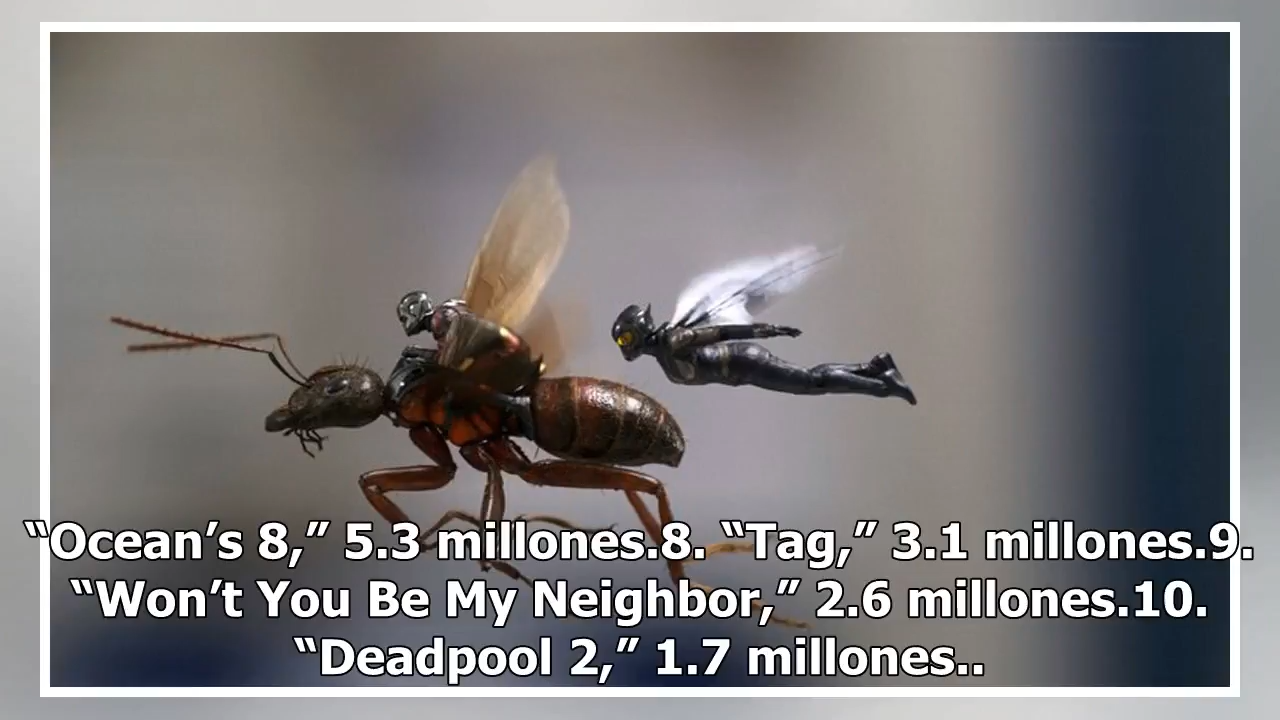 “Ocean’s 8,” 5.3 millones.8. “Tag,” 3.1 millones.9.
“Won’t You Be My Neighbor,” 2.6 millones.10.
“Deadpool 2,” 1.7 millones..